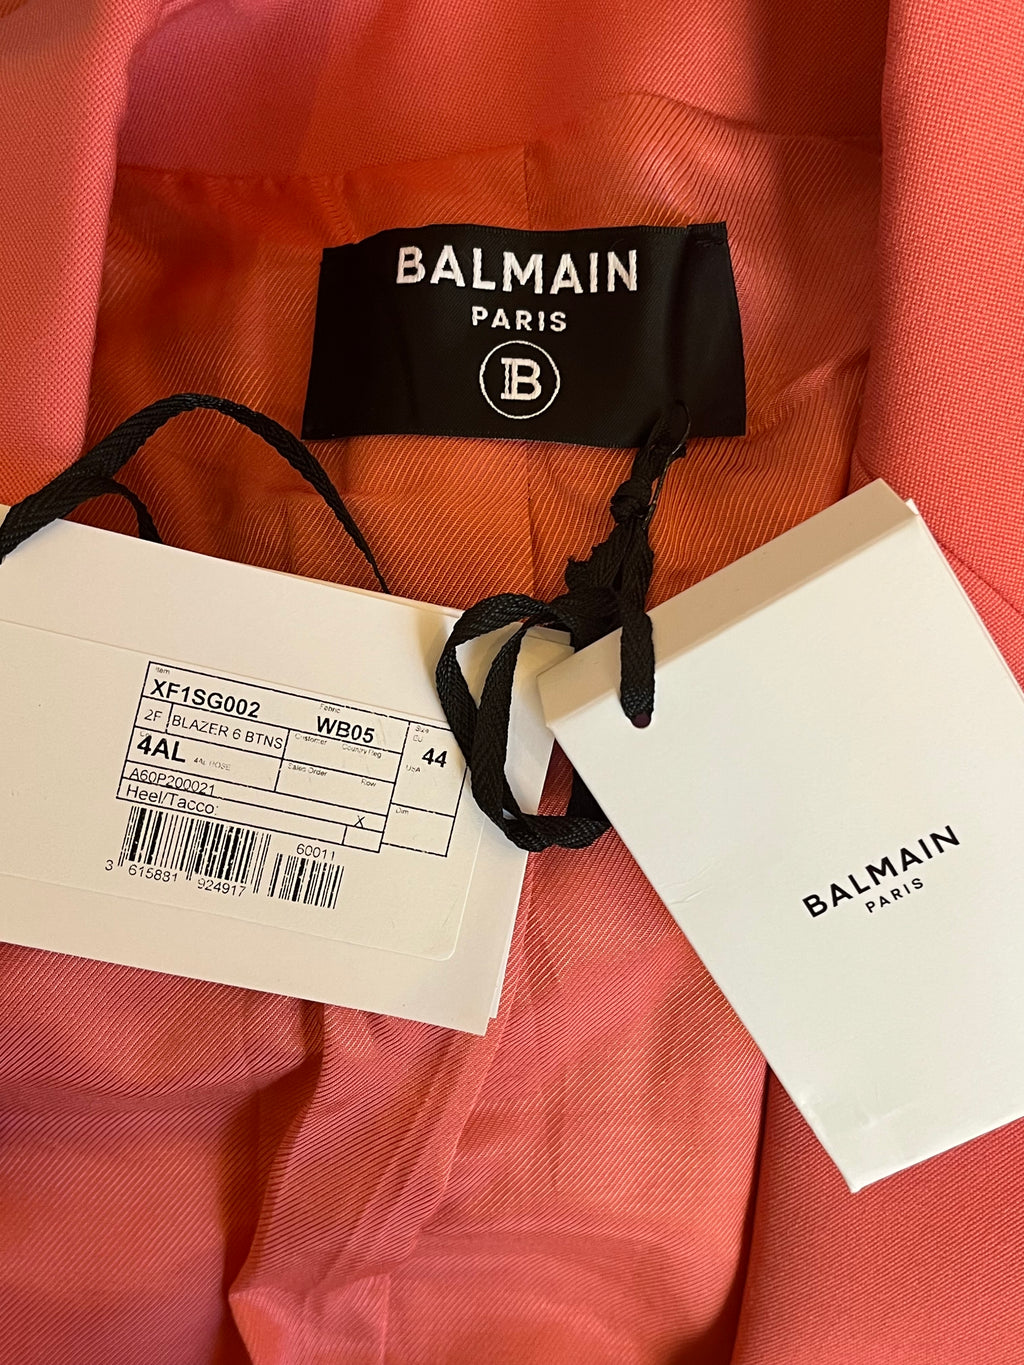 BALMAIN
PARIS
B
Item
XF1SG002
Fabric
WB05
Size
EU
44
2F
BLAZER 6 BTNS
Customer
Country Reg
USA
4AL
4AL ROSE
Sales Order
Row
A60P200021
Dim
Heel/Tacco:
X
60011
3 615881 924917
BALMAIN
PARIS